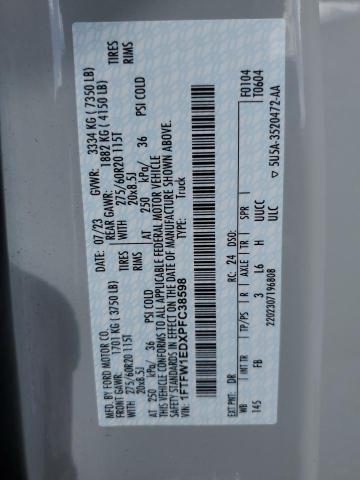 MFD. BY FORD MOTOR CO.
DATE: 07/23 GVWR: 3334 KG ( 7350 LB)
FRONT GAWR: 1701 KG ( 3750 LB) REAR GAWR: 1882 KG ( 4150 LB)
WITH 275/60R20 115T TIRES WITH 275/60R20 115T TIRES
20x8.5J RIMS 20x8.5J RIMS
AT 250 kPa/ 36 PSI COLD AT 250 kPa/ 36 PSI COLD
THIS VEHICLE CONFORMS TO ALL APPLICABLE FEDERAL MOTOR VEHICLE
SAFETY STANDARDS IN EFFECT ON THE DATE OF MANUFACTURE SHOWN ABOVE.
VIN: 1FTFW1EDXPFC38598 TYPE: Truck
F0104
T0604
EXT PNT: DR RC: 24 DSO:
WB INT TR TP/PS R AXLE TR SPR
145 FB 3 L6 H UUCC
2202307196808 ULC
▽ 5U5A-3520472-AA